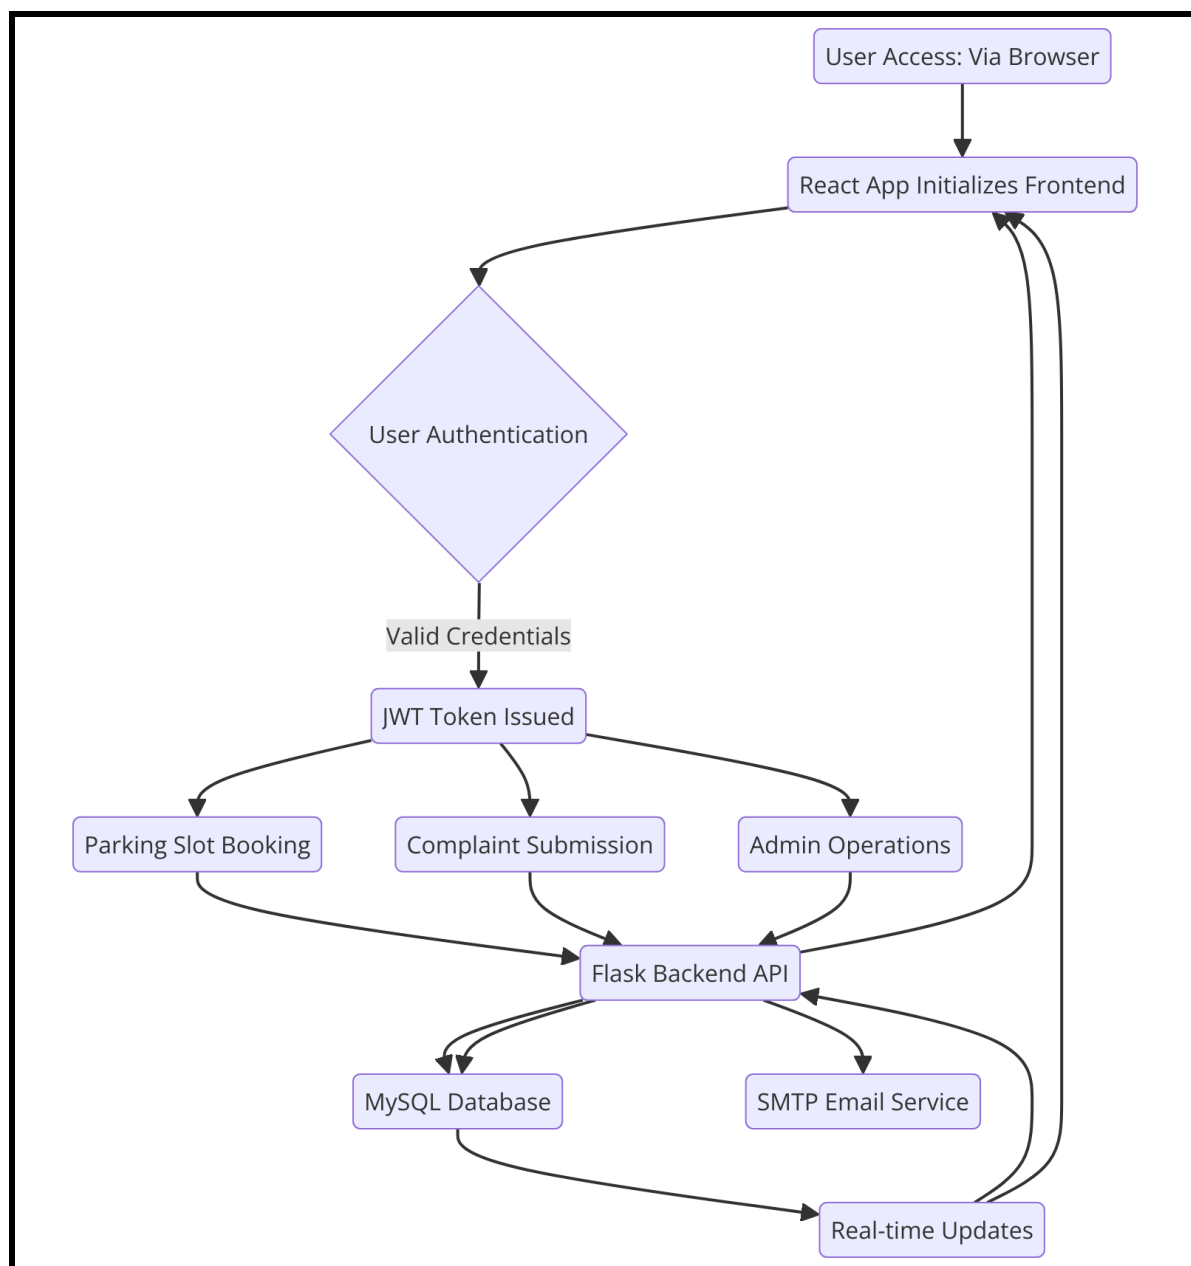 User Access: Via Browser
React App Initializes Frontend
User Authentication
Valid Credentials
JWT Token Issued
Parking Slot Booking
Complaint Submission
Admin Operations
Flask Backend API
MySQL Database
SMTP Email Service
Real-time Updates